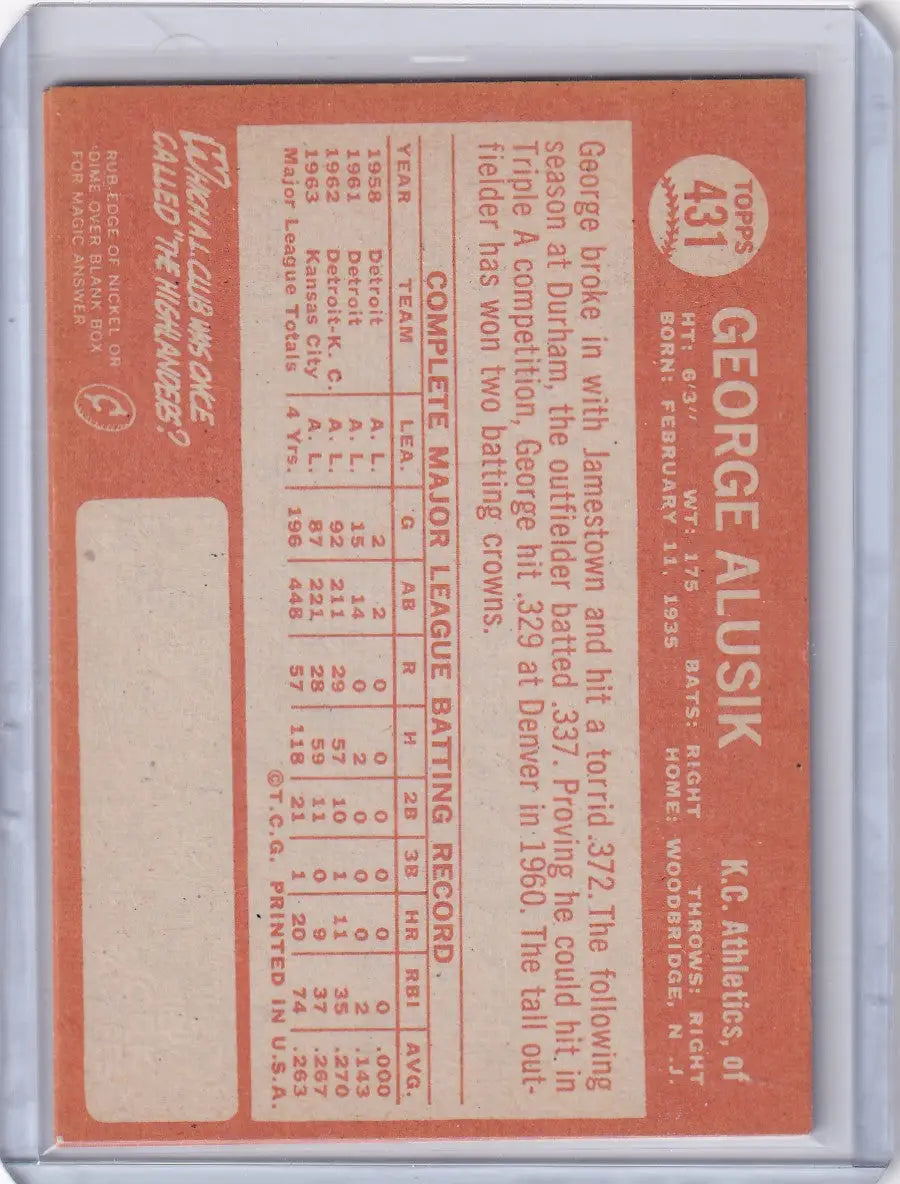 TOPPS
431
GEORGE ALUSIK K.C. Athletics, of
HT: 6'3" WT: 175 BATS: RIGHT THROWS: RIGHT
BORN: FEBRUARY 11, 1935 HOME: WOODBRIDGE, N .J.
George broke in with Jamestown and hit a torrid .372. The following
season at Durham, the outfielder batted .337. Proving he could hit in
Triple A competition, George hit .329 at Denver in 1960. The tall out-
fielder has won two batting crowns.
COMPLETE MAJOR LEAGUE BATTING RECORD
YEAR TEAM LEA. G AB R H 2B 3B HR RBI AVG.
1958 Detroit A. L. 2 2 0 0 0 0 0 0 .000
1961 Detroit A. L. 15 14 0 2 0 0 0 2 .143
1962 Detroit-K. C. A. L. 92 211 29 57 10 1 11 35 .270
1963 Kansas City A. L. 87 221 28 59 11 0 9 37 .267
Major League Totals 4 Yrs. 196 448 57 118 21 1 20 74 .263
©T.C.G. PRINTED IN U.S.A.
WHICH A.L. CLUB WAS ONCE
CALLED "THE HIGHLANDERS?
RUB EDGE OF NICKEL OR
DIME OVER BLANK BOX
FOR MAGIC ANSWER